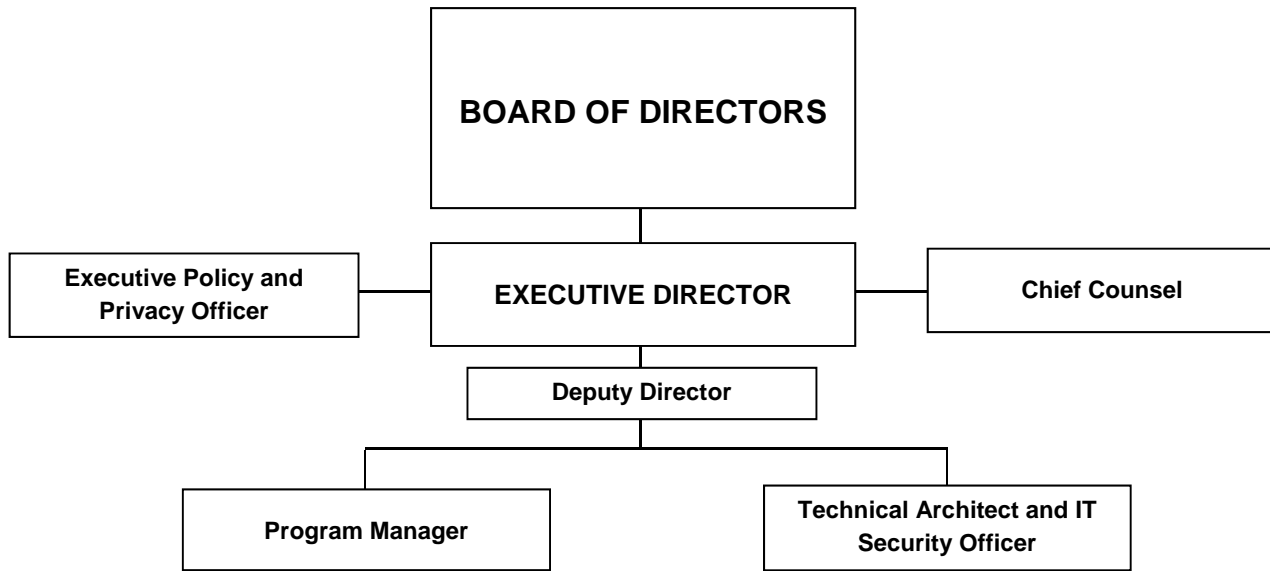 BOARD OF DIRECTORS
Executive Policy and
Privacy Officer
EXECUTIVE DIRECTOR
Chief Counsel
Deputy Director
Program Manager
Technical Architect and IT
Security Officer